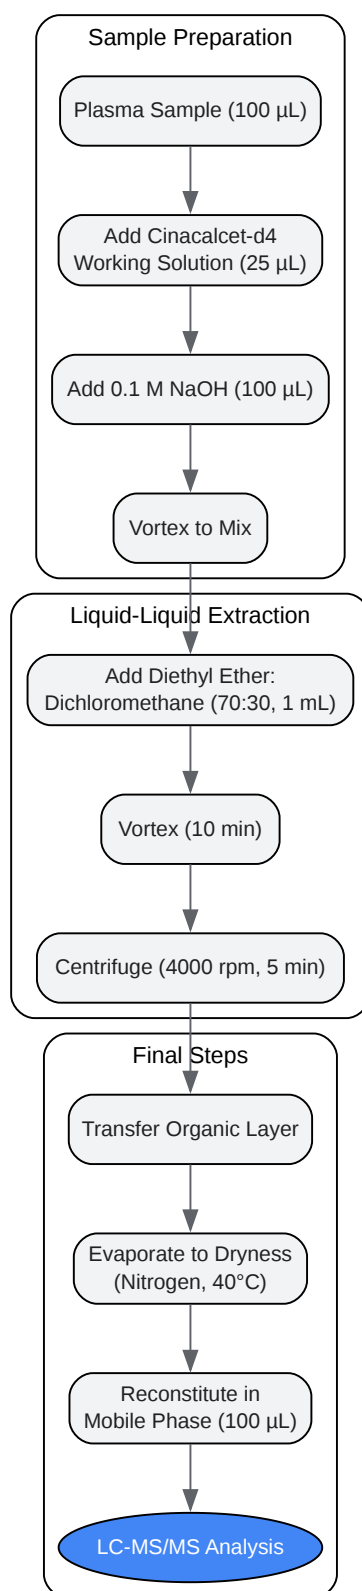 Sample Preparation
Plasma Sample (100 µL)
Add Cinacalcet-d4
Working Solution (25 µL)
Add 0.1 M NaOH (100 µL)
Vortex to Mix
Liquid-Liquid Extraction
Add Diethyl Ether:
Dichloromethane (70:30, 1 mL)
Vortex (10 min)
Centrifuge (4000 rpm, 5 min)
Final Steps
Transfer Organic Layer
Evaporate to Dryness
(Nitrogen, 40°C)
Reconstitute in
Mobile Phase (100 µL)
LC-MS/MS Analysis